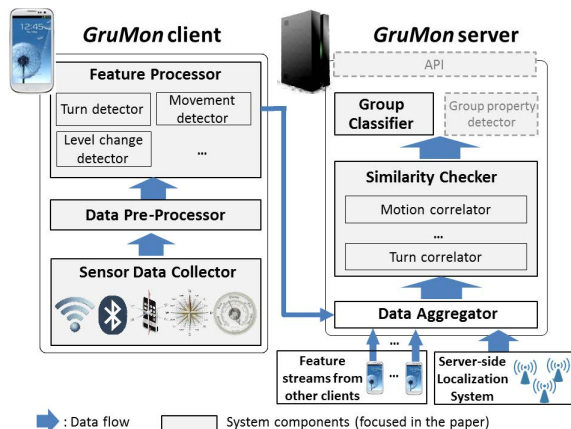 12:45
GruMon client
GruMon server
Feature Processor
Turn detector
Movement
detector
Level change
detector
...
Data Pre-Processor
Sensor Data Collector
API
Group
Classifier
Group property
detector
Similarity Checker
Motion correlator
...
Turn correlator
Data Aggregator
...
Feature
streams from
other clients
...
Server-side
Localization
System
: Data flow
System components (focused in the paper)